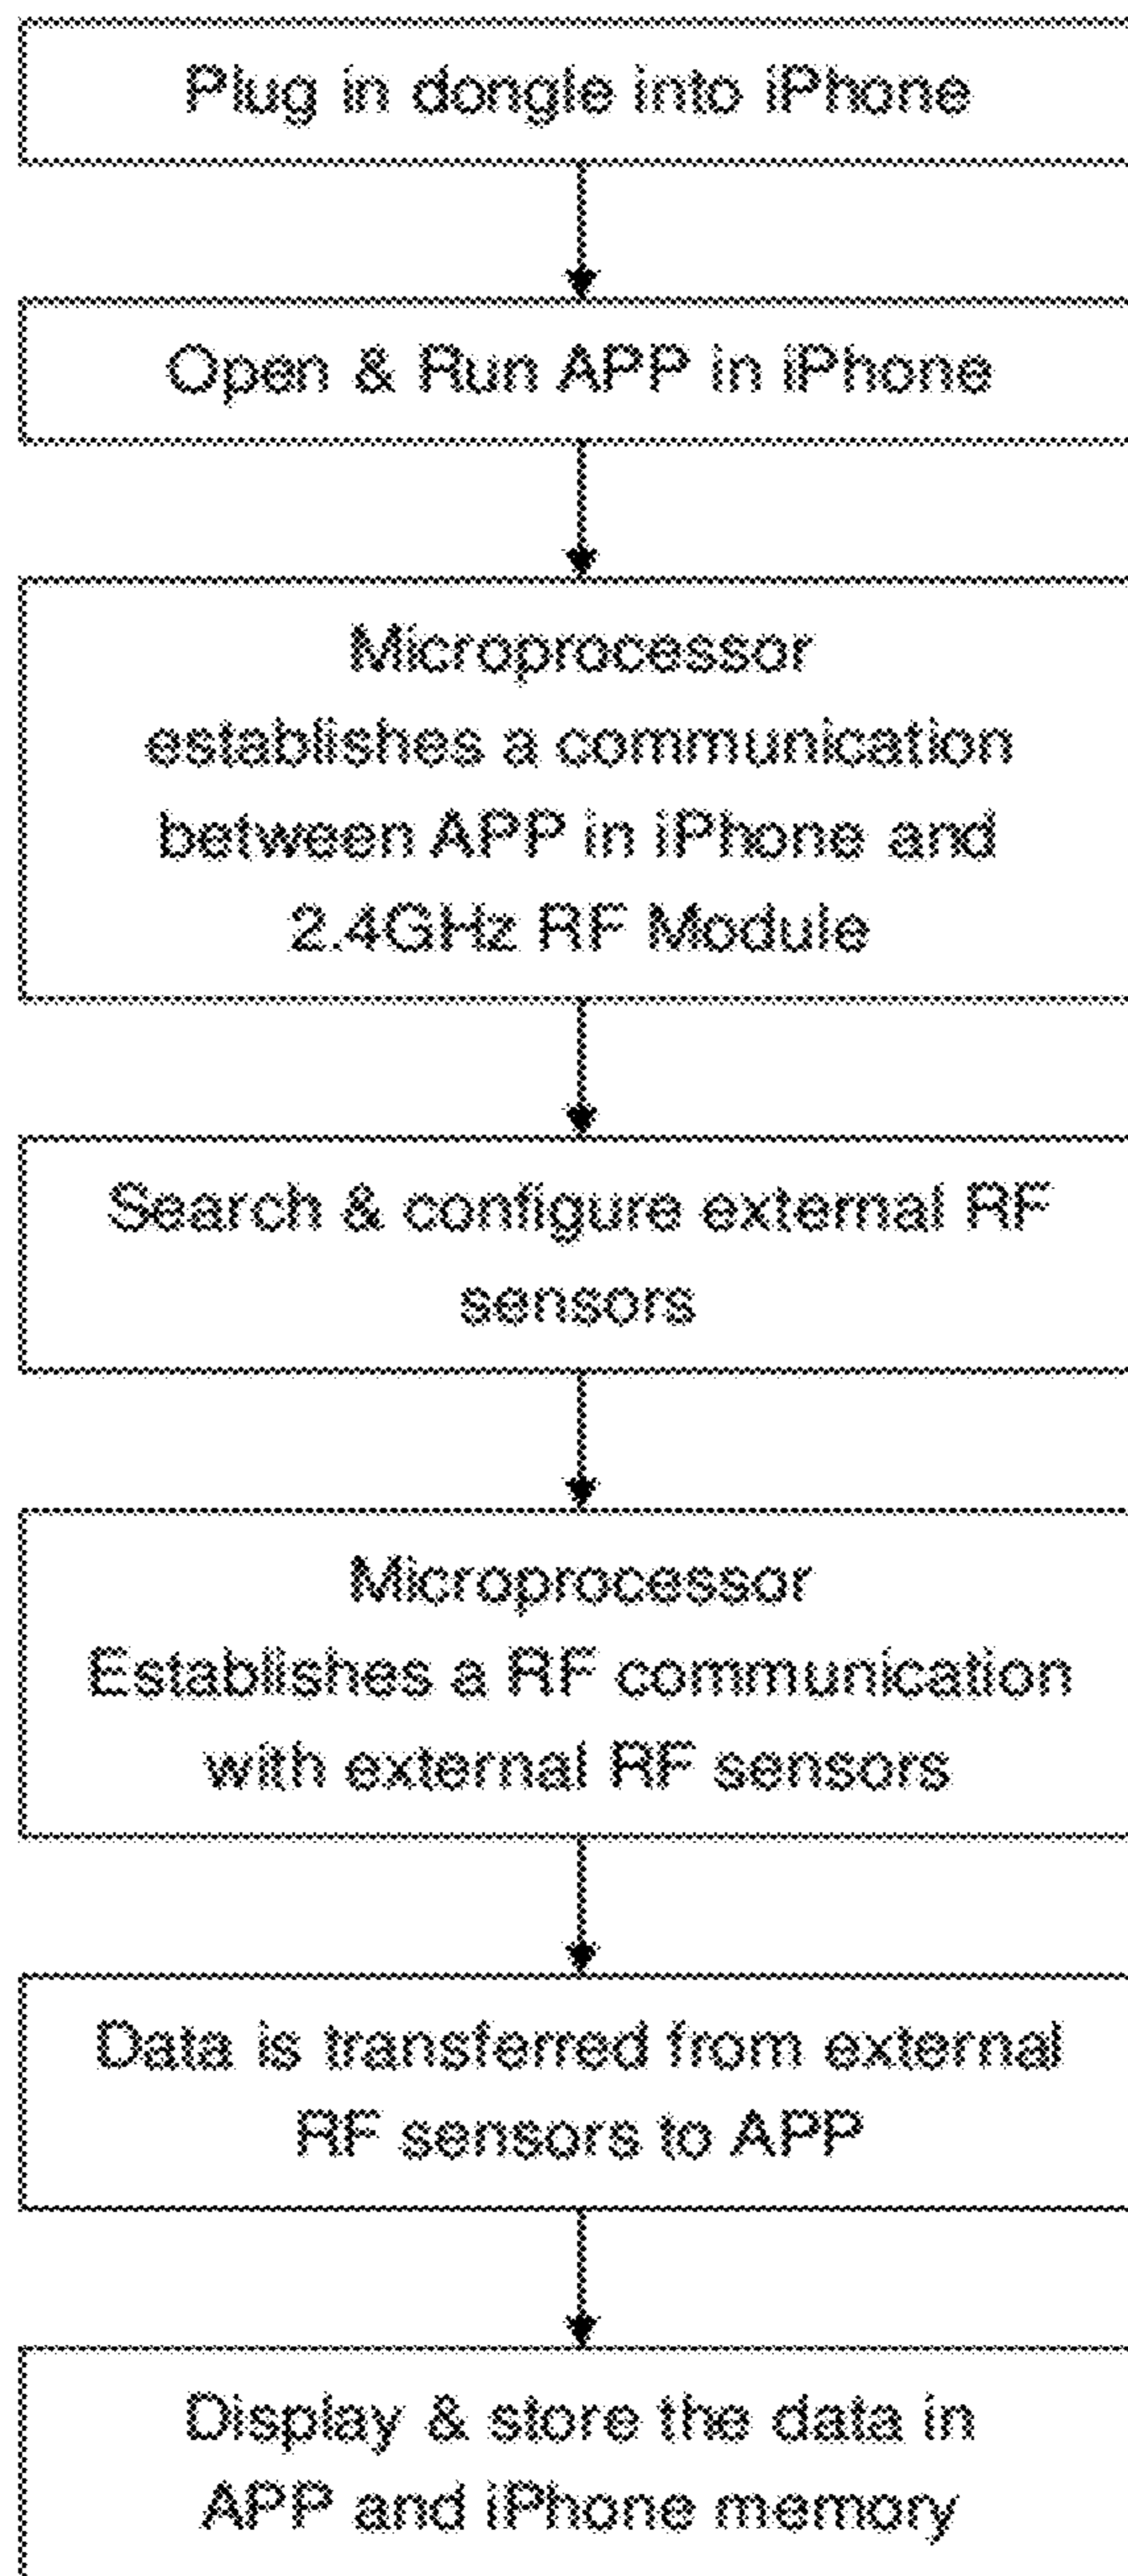 Plug in dongle into iPhone
Open & Run APP in iPhone
Microprocessor
establishes a communication
between APP in iPhone and
2.4GHz RF Module
Search & configure external RF
sensors
Microprocessor
Establishes a RF communication
with external RF sensors
Data is transferred from external
RF sensors to APP
Display & store the data in
APP and iPhone memory